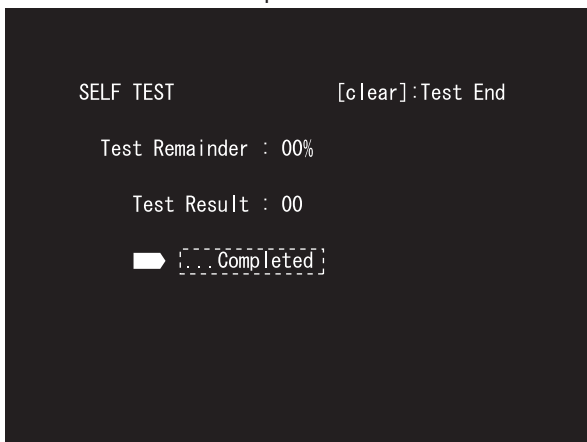 SELF TEST [clear]:Test End
Test Remainder : 00%
Test Result : 00
...Completed